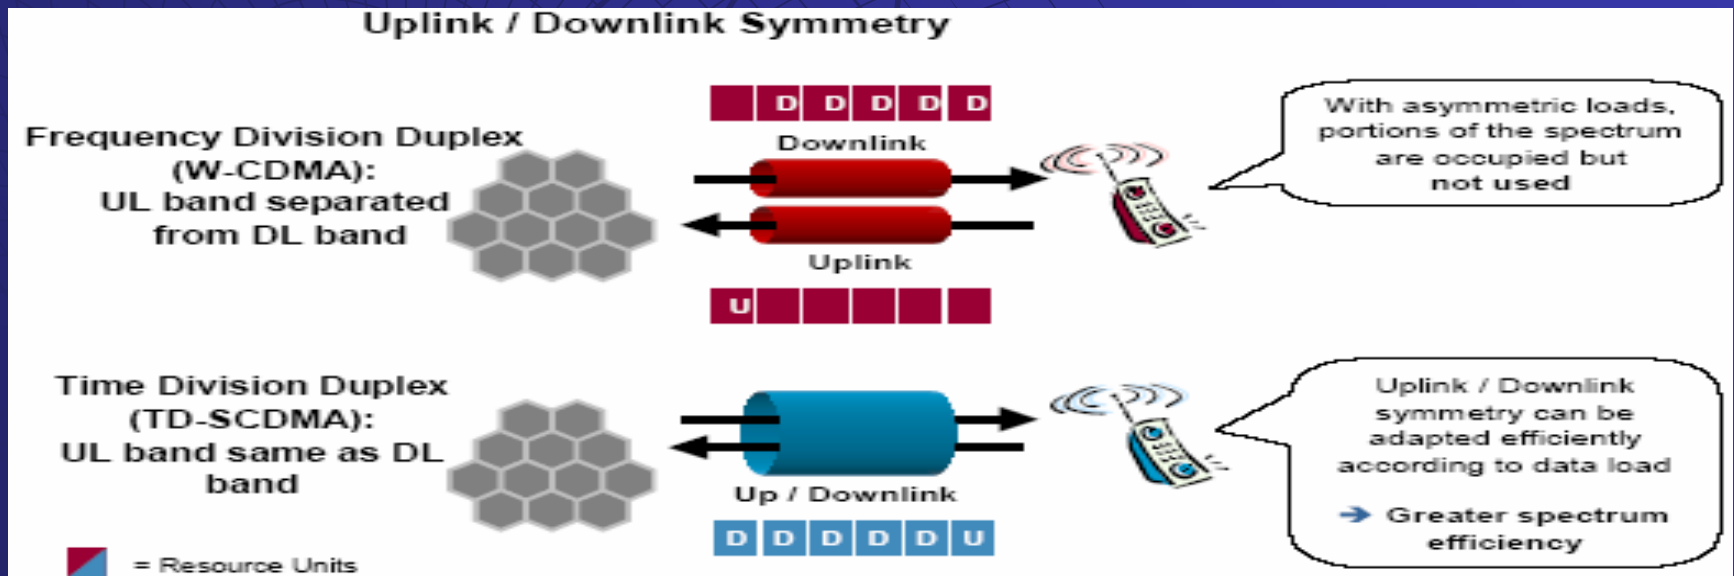 Uplink / Downlink Symmetry
D D D D D
Frequency Division Duplex
(W-CDMA):
UL band separated
from DL band
Downlink
Uplink
U
With asymmetric loads,
portions of the spectrum
are occupied but
not used
Time Division Duplex
(TD-SCDMA):
UL band same as DL
band
Up / Downlink
D D D D D U
Uplink / Downlink
symmetry can be
adapted efficiently
according to data load
➔ Greater spectrum
efficiency
= Resource Units